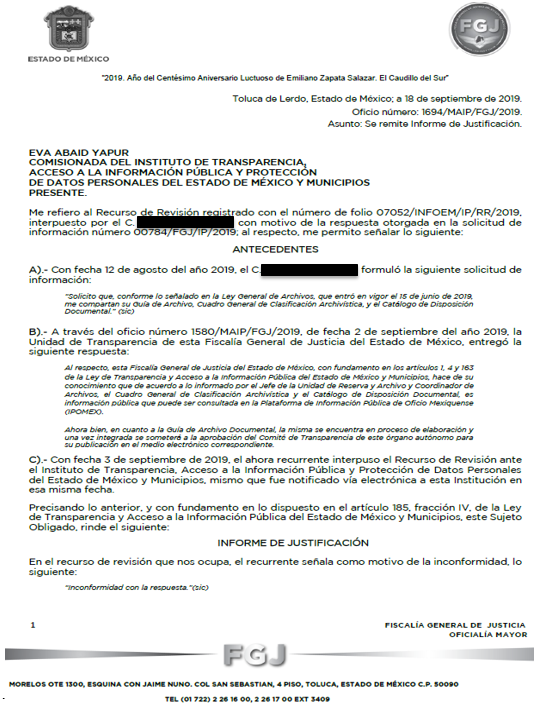 ESTADO DE MÉXICO
FGJ
"2019. Año del Centésimo Aniversario Luctuoso de Emiliano Zapata Salazar. El Caudillo del Sur"
Toluca de Lerdo, Estado de México; a 18 de septiembre de 2019.
Oficio número: 1694/MAIP/FGJ/2019.
Asunto: Se remite Informe de Justificación.
EVA ABAID YAPUR
COMISIONADA DEL INSTITUTO DE TRANSPARENCIA,
ACCESO A LA INFORMACIÓN PÚBLICA Y PROTECCIÓN
DE DATOS PERSONALES DEL ESTADO DE MÉXICO Y MUNICIPIOS
PRESENTE.
Me refiero al Recurso de Revisión registrado con el número de folio 07052/INFOEM/IP/RR/2019,
interpuesto por el C. con motivo de la respuesta otorgada en la solicitud de
información número 00784/FGJ/IP/2019; al respecto, me permito señalar lo siguiente:
ANTECEDENTES
A).- Con fecha 12 de agosto del año 2019, el C. formuló la siguiente solicitud de
información:
"Solicito que, conforme lo señalado en la Ley General de Archivos, que entró en vigor el 15 de junio de 2019,
me compartan su Guía de Archivo, Cuadro General de Clasificación Archivística, y el Catálogo de Disposición
Documental." (sic)
B).- A través del oficio número 1580/MAIP/FGJ/2019, de fecha 2 de septiembre del año 2019, la
Unidad de Transparencia de esta Fiscalía General de Justicia del Estado de México, entregó la
siguiente respuesta:
Al respecto, esta Fiscalía General de Justicia del Estado de México, con fundamento en los artículos 1, 4 y 163
de la Ley de Transparencia y Acceso a la Información Pública del Estado de México y Municipios, hace de su
conocimiento que de acuerdo a lo informado por el Jefe de la Unidad de Reserva y Archivo y Coordinador de
Archivos, el Cuadro General de Clasificación Archivística y el Catálogo de Disposición Documental, es
información pública que puede ser consultada en la Plataforma de Información Pública de Oficio Mexiquense
(IPOMEX).
Ahora bien, en cuanto a la Guía de Archivo Documental, la misma se encuentra en proceso de elaboración y
una vez integrada se someterá a la aprobación del Comité de Transparencia de este órgano autónomo para
su publicación en el medio electrónico correspondiente.
C).- Con fecha 3 de septiembre de 2019, el ahora recurrente interpuso el Recurso de Revisión ante
el Instituto de Transparencia, Acceso a la Información Pública y Protección de Datos Personales
del Estado de México y Municipios, mismo que fue notificado vía electrónica a esta Institución en
esa misma fecha.
Precisando lo anterior, y con fundamento en lo dispuesto en el artículo 185, fracción IV, de la Ley
de Transparencia y Acceso a la Información Pública del Estado de México y Municipios, este Sujeto
Obligado, rinde el siguiente:
INFORME DE JUSTIFICACIÓN
En el recurso de revisión que nos ocupa, el recurrente señala como motivo de la inconformidad, lo
siguiente:
"Inconformidad con la respuesta."(sic)
1
FISCALÍA GENERAL DE JUSTICIA
OFICIALÍA MAYOR
FGJ
MORELOS OTE 1300, ESQUINA CON JAIME NUNO. COL SAN SEBASTIAN, 4 PISO, TOLUCA, ESTADO DE MÉXICO C.P. 50090
TEL (01 722) 2 26 16 00, 2 26 17 00 EXT 3409